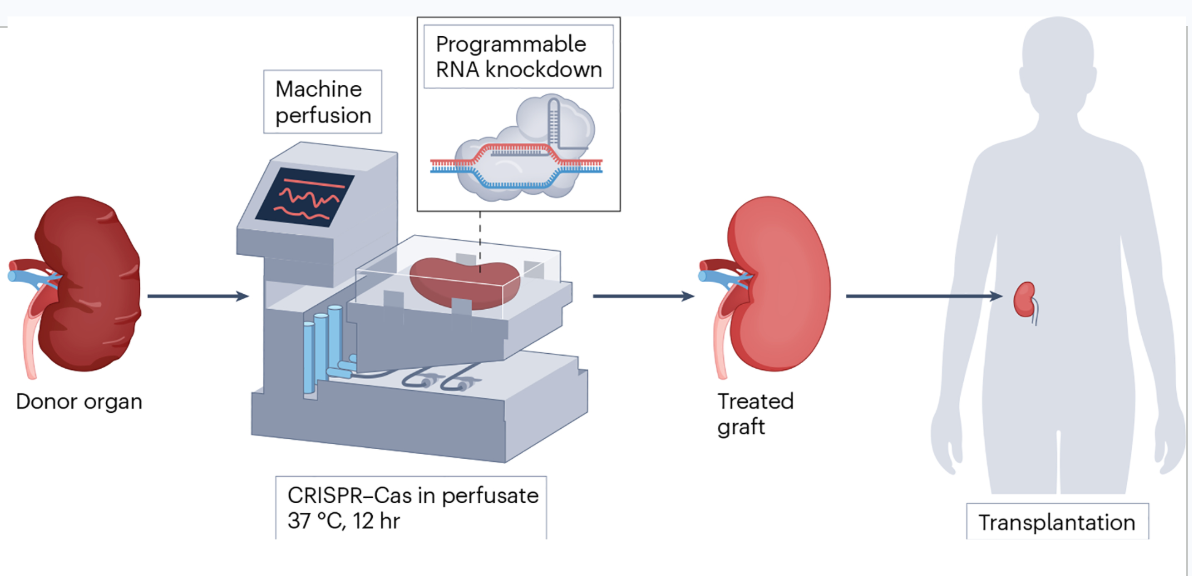 Programmable
RNA knockdown
Machine
perfusion
Donor organ
Treated
graft
CRISPR–Cas in perfusate
37 °C, 12 hr
Transplantation